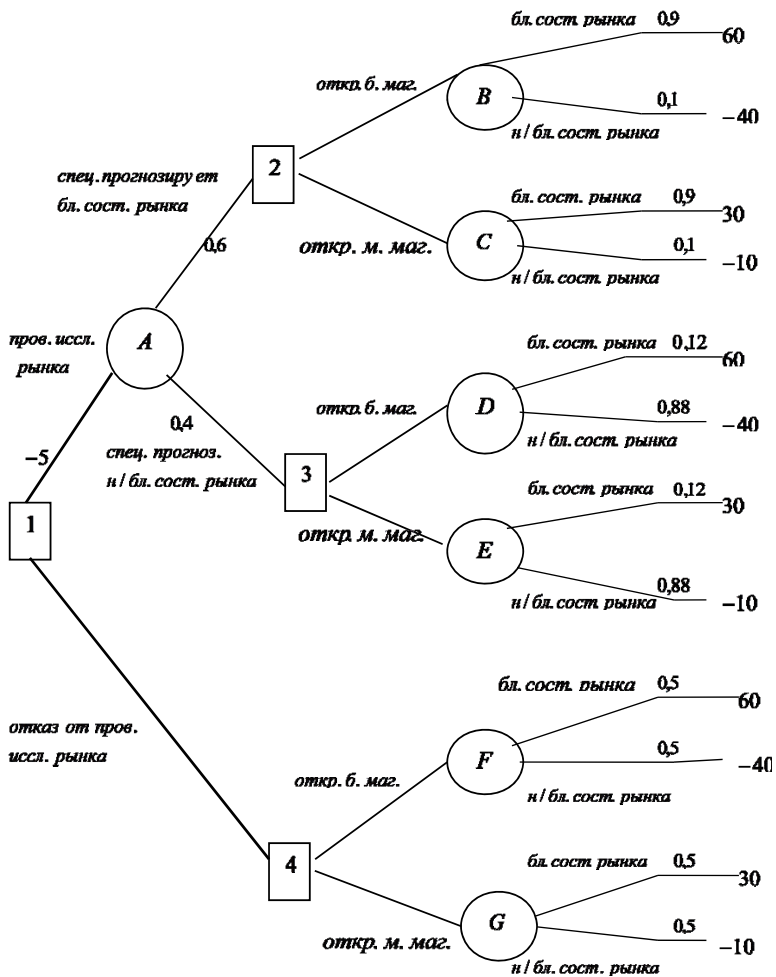 бл. сост. рынка 0,9 60
откр. б. маг. B
0,1 −40
н / бл. сост. рынка
2
спец. прогнозиру ет
бл. сост. рынка
0,6
бл. сост. рынка 0,9 30
откр. м. маг. C
0,1 −10
н / бл. сост. рынка
пров. иссл.
рынка
A
−5
0,4
спец. прогноз.
н / бл. сост. рынка
3
бл. сост. рынка 0,12 60
откр. б. маг. D
0,88 −40
н / бл. сост. рынка
бл. сост. рынка 0,12 30
откр. м. маг. E
0,88 −10
н / бл. сост. рынка
1
отказ от пров.
иссл. рынка
бл. сост. рынка 0,5 60
откр. б. маг. F
0,5 −40
н / бл. сост. рынка
4
бл. сост рынка 0,5 30
откр. м. маг. G
0,5 −10
н / бл. сост. рынка